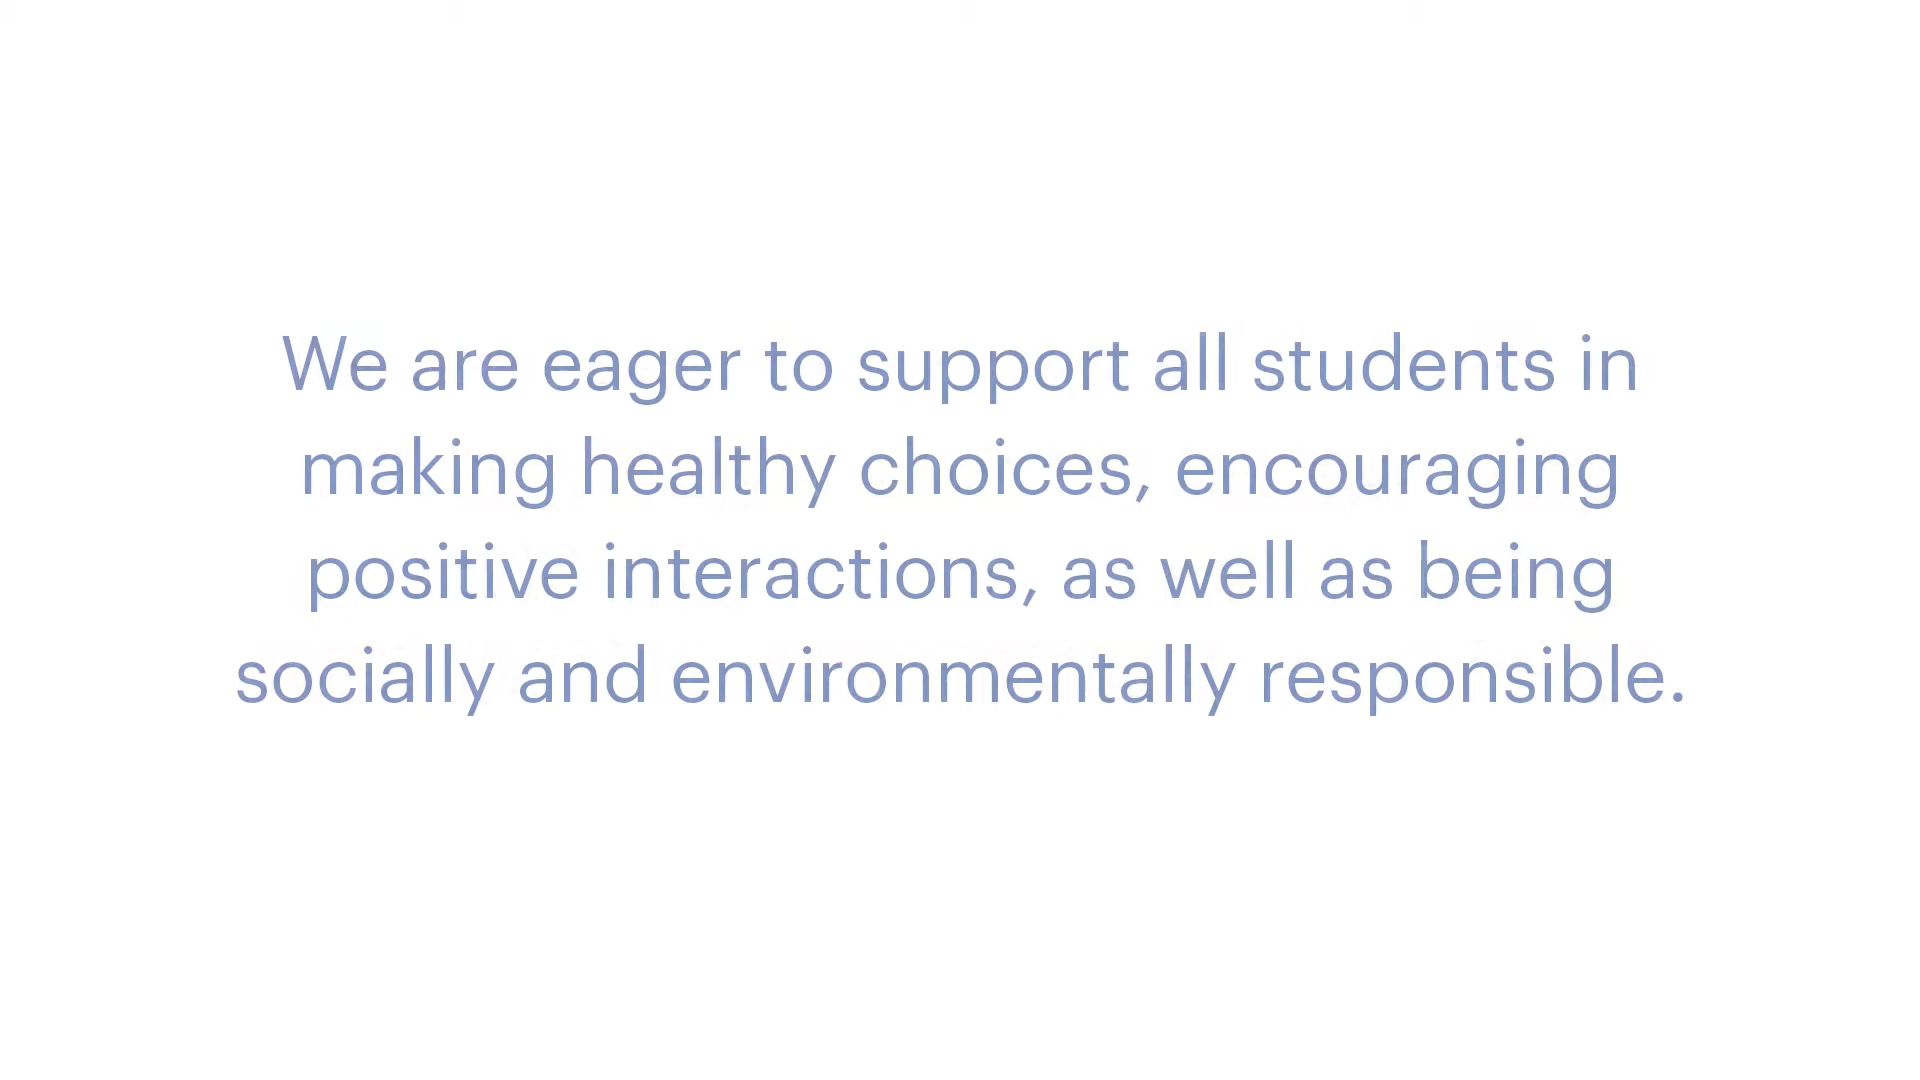 We are eager to support all students in
making healthy choices, encouraging
positive interactions, as well as being
socially and environmentally responsible.